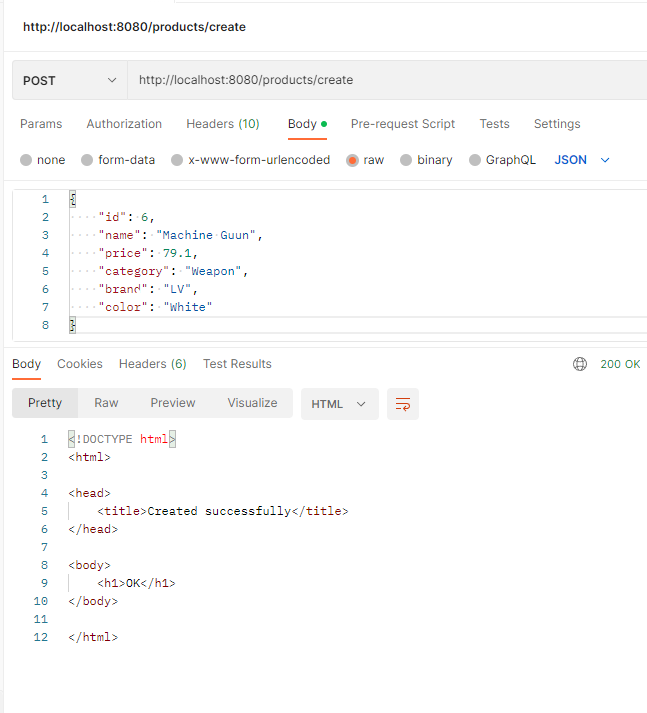 http://localhost:8080/products/create
POST http://localhost:8080/products/create
Params Authorization Headers (10) Body Pre-request Script Tests Settings
none form-data x-www-form-urlencoded raw binary GraphQL JSON
1 {
2 "id": 6,
3 "name": "Machine Guun",
4 "price": 79.1,
5 "category": "Weapon",
6 "brand": "LV",
7 "color": "White"
8 }
Body Cookies Headers (6) Test Results 200 OK
Pretty Raw Preview Visualize HTML
1 <!DOCTYPE html>
2 <html>
3
4 <head>
5 <title>Created successfully</title>
6 </head>
7
8 <body>
9 <h1>OK</h1>
10 </body>
11
12 </html>